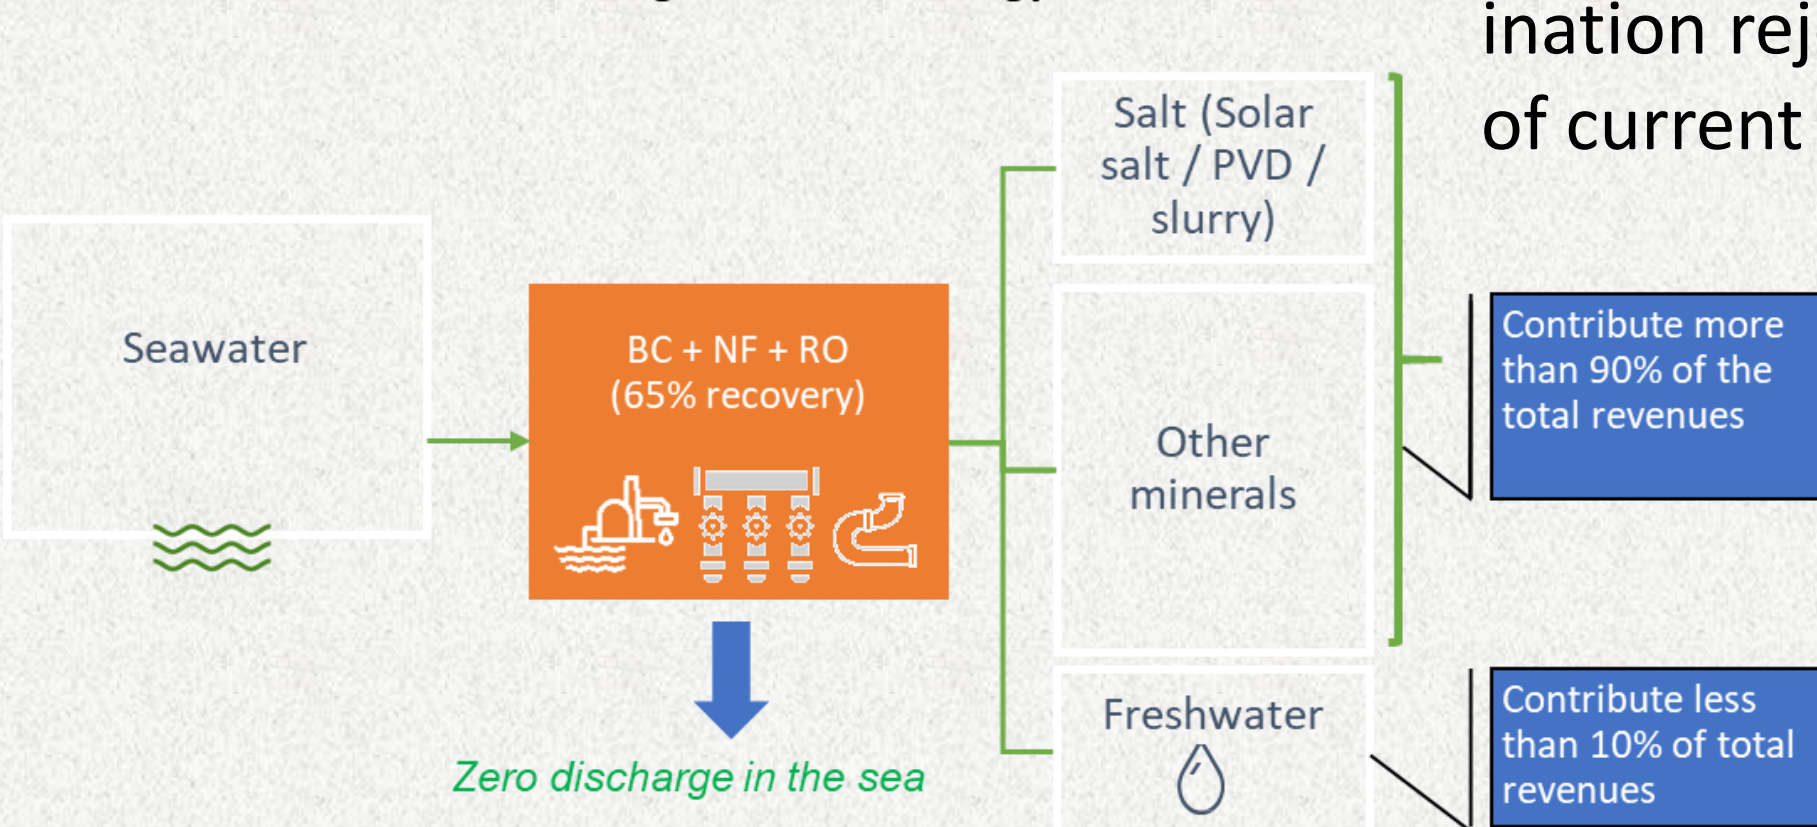 ination rej
of current
Salt (Solar
salt / PVD /
slurry)
Seawater
BC + NF + RO
(65% recovery)
Other
minerals
Contribute more
than 90% of the
total revenues
Freshwater
Contribute less
than 10% of total
revenues
Zero discharge in the sea